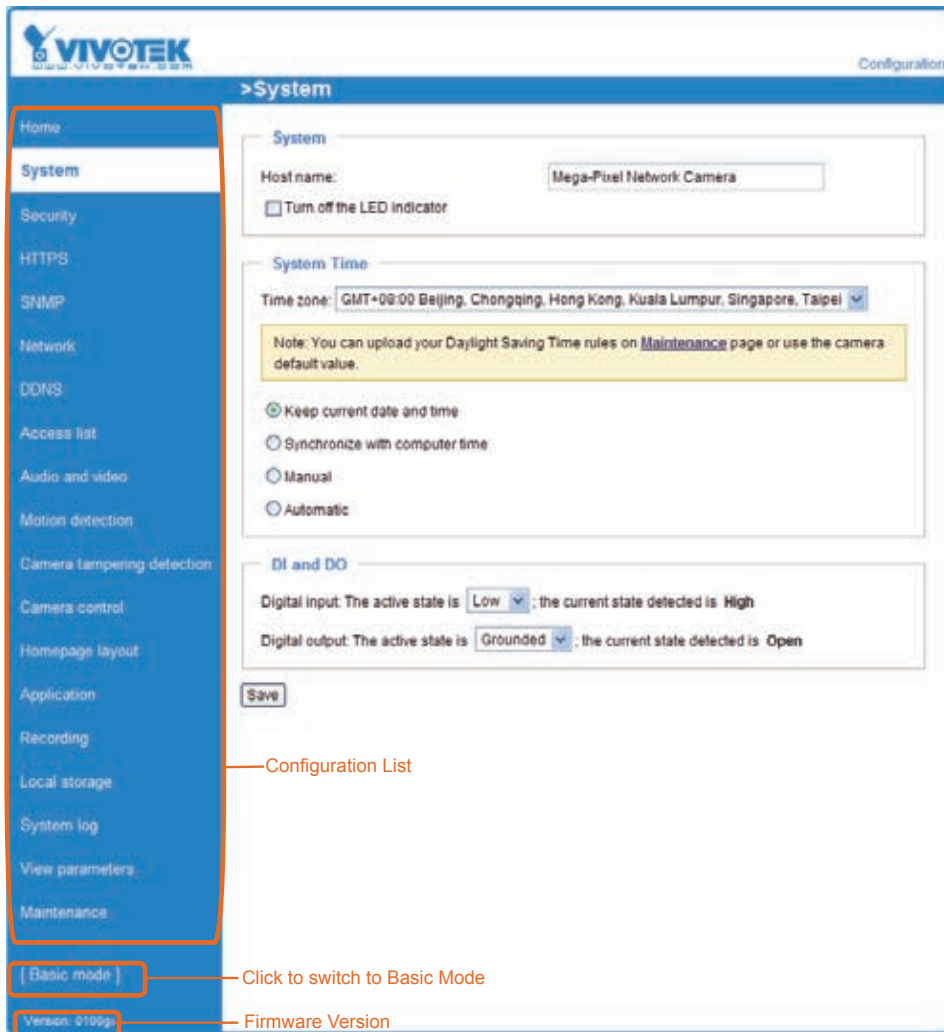 VIVOTEK
www.vivotek.com
Configuration
>System
Home
System
Security
HTTPS
SNMP
Network
DDNS
Access list
Audio and video
Motion detection
Camera tampering detection
Camera control
Homepage layout
Application
Recording
Local storage
System log
View parameters
Maintenance
[ Basic mode ]
Version: 0100g
System
Host name: Mega-Pixel Network Camera
Turn off the LED indicator
System Time
Time zone: GMT+08:00 Beijing, Chongqing, Hong Kong, Kuala Lumpur, Singapore, Taipei
Note: You can upload your Daylight Saving Time rules on Maintenance page or use the camera
default value.
Keep current date and time
Synchronize with computer time
Manual
Automatic
DI and DO
Digital input: The active state is Low ; the current state detected is High
Digital output: The active state is Grounded ; the current state detected is Open
Save
Configuration List
Click to switch to Basic Mode
Firmware Version